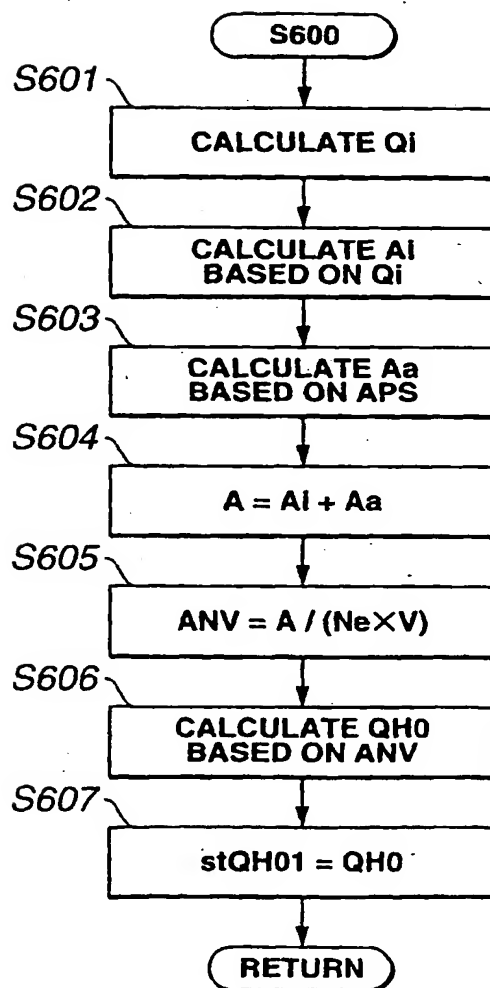 S600
S601
CALCULATE Qi
S602
CALCULATE Ai
BASED ON Qi
S603
CALCULATE Aa
BASED ON APS
S604
A = Ai + Aa
S605
ANV = A / (Ne×V)
S606
CALCULATE QH0
BASED ON ANV
S607
stQH01 = QH0
RETURN